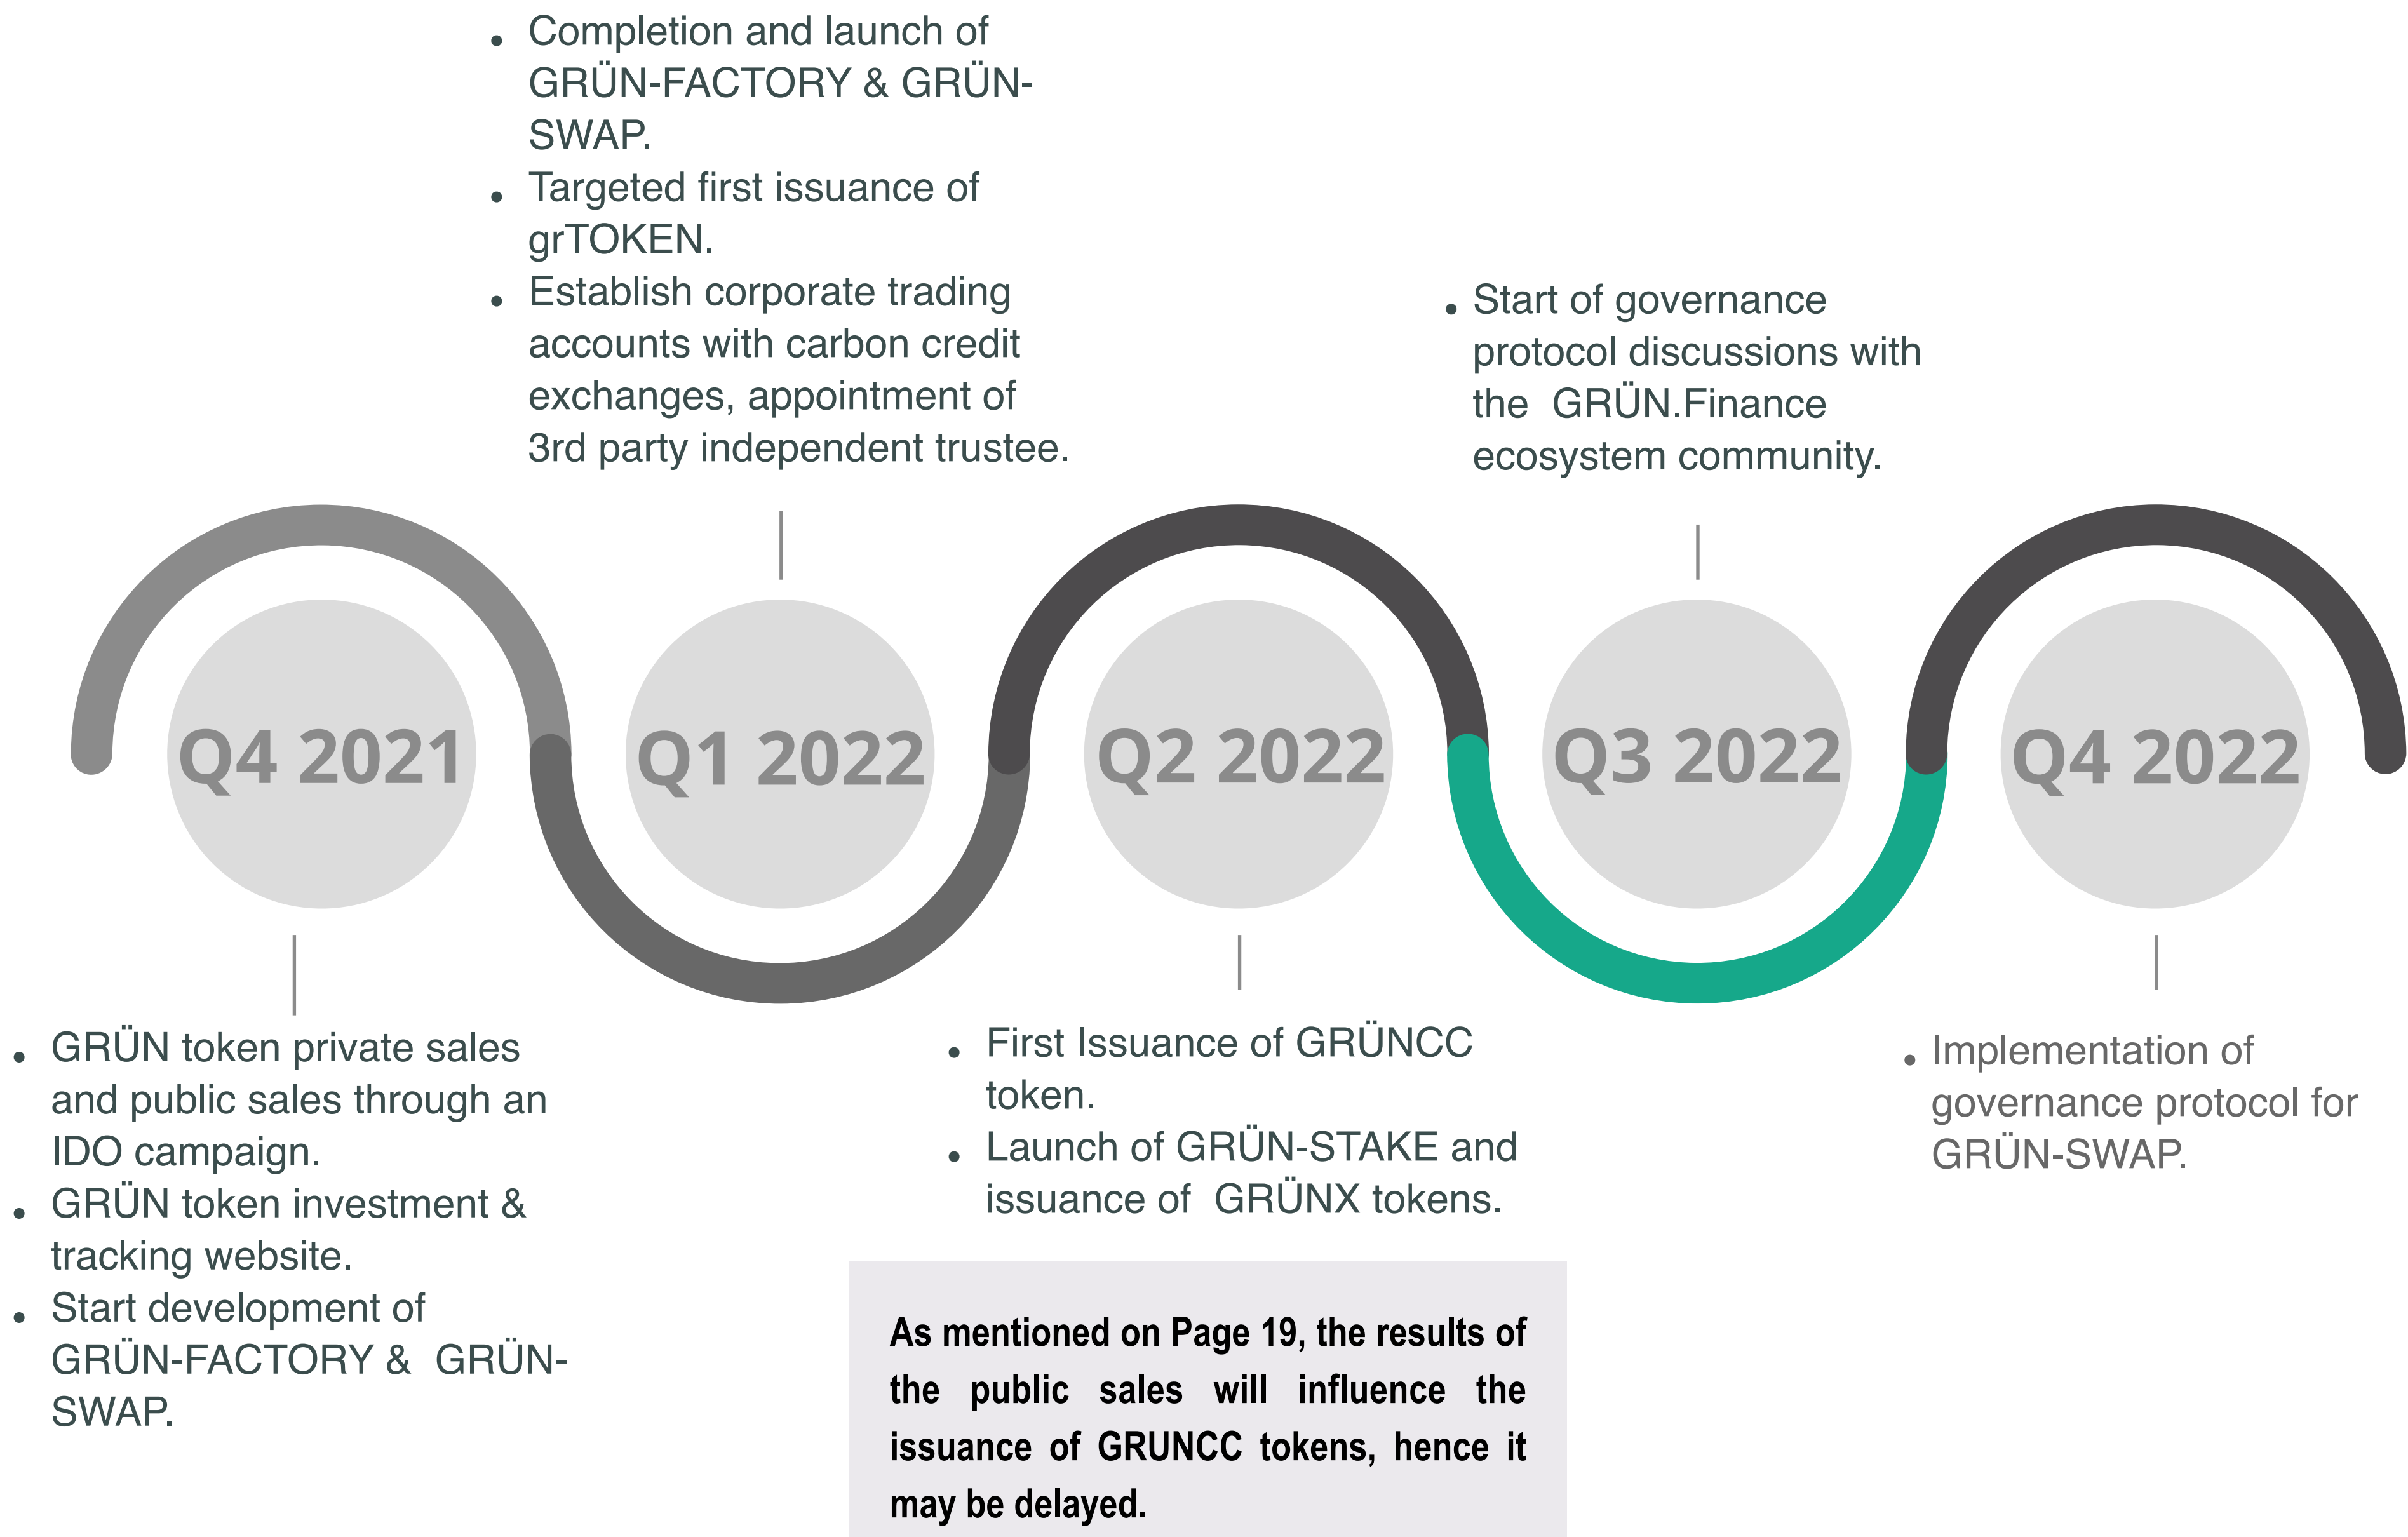 • Completion and launch of
GRÜN-FACTORY & GRÜN-
SWAP.
• Targeted first issuance of
grTOKEN.
• Establish corporate trading
accounts with carbon credit
exchanges, appointment of
3rd party independent trustee.
• Start of governance
protocol discussions with
the GRÜN.Finance
ecosystem community.
Q4 2021
Q1 2022
Q2 2022
Q3 2022
Q4 2022
• GRÜN token private sales
and public sales through an
IDO campaign.
• GRÜN token investment &
tracking website.
• Start development of
GRÜN-FACTORY & GRÜN-
SWAP.
• First Issuance of GRÜNCC
token.
• Launch of GRÜN-STAKE and
issuance of GRÜNX tokens.
• Implementation of
governance protocol for
GRÜN-SWAP.
As mentioned on Page 19, the results of
the public sales will influence the
issuance of GRUNCC tokens, hence it
may be delayed.